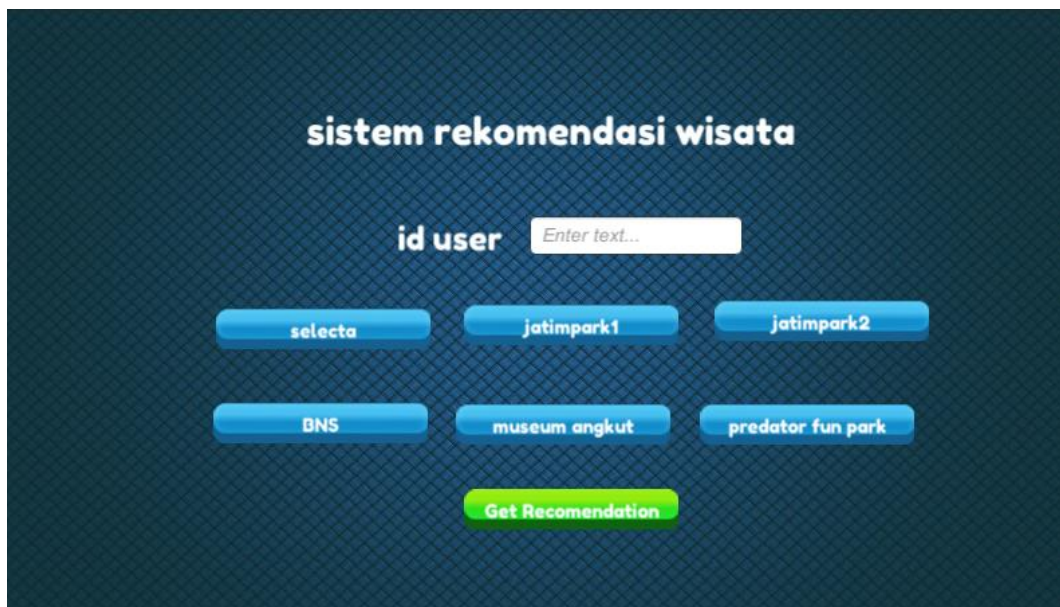 sistem rekomendasi wisata
id user Enter text...
selecta jatimpark1 jatimpark2
BNS museum angkut predator fun park
Get Recomendation